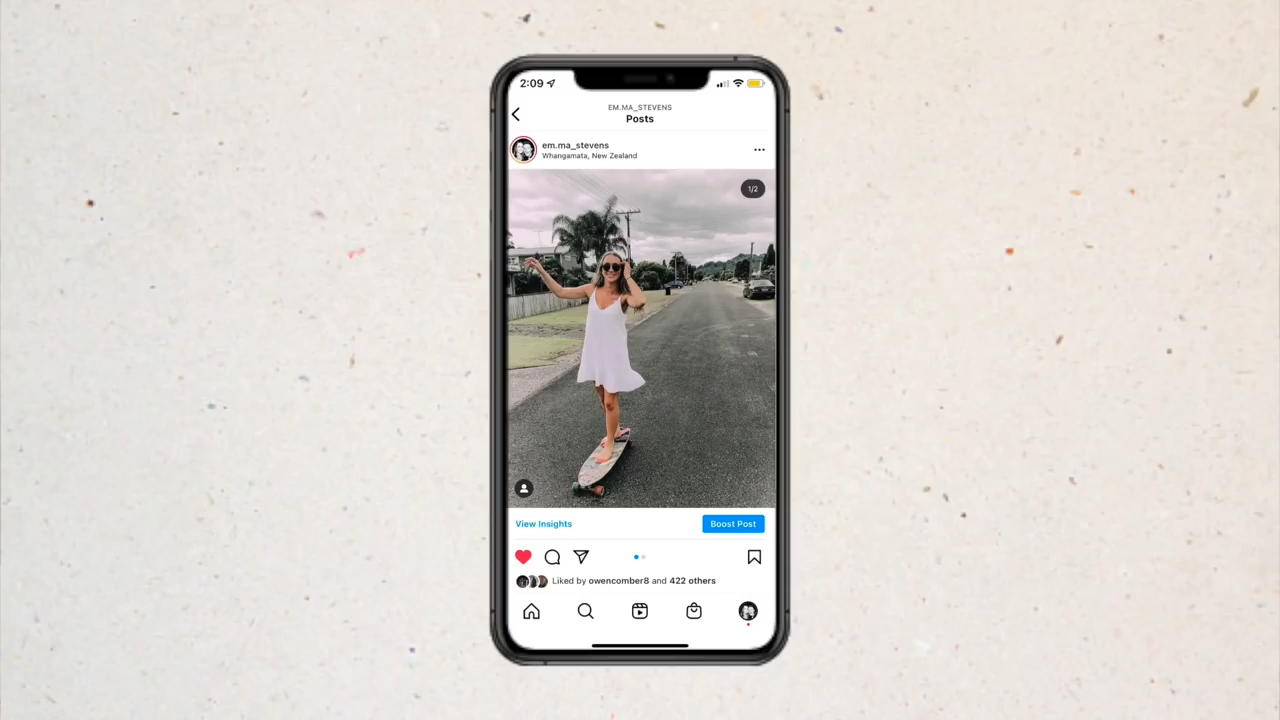 2:09
EM.MA_STEVENS
Posts
em.ma_stevens
Whangamata, New Zealand
1/2
View Insights
Boost Post
Liked by owencomber8 and 422 others